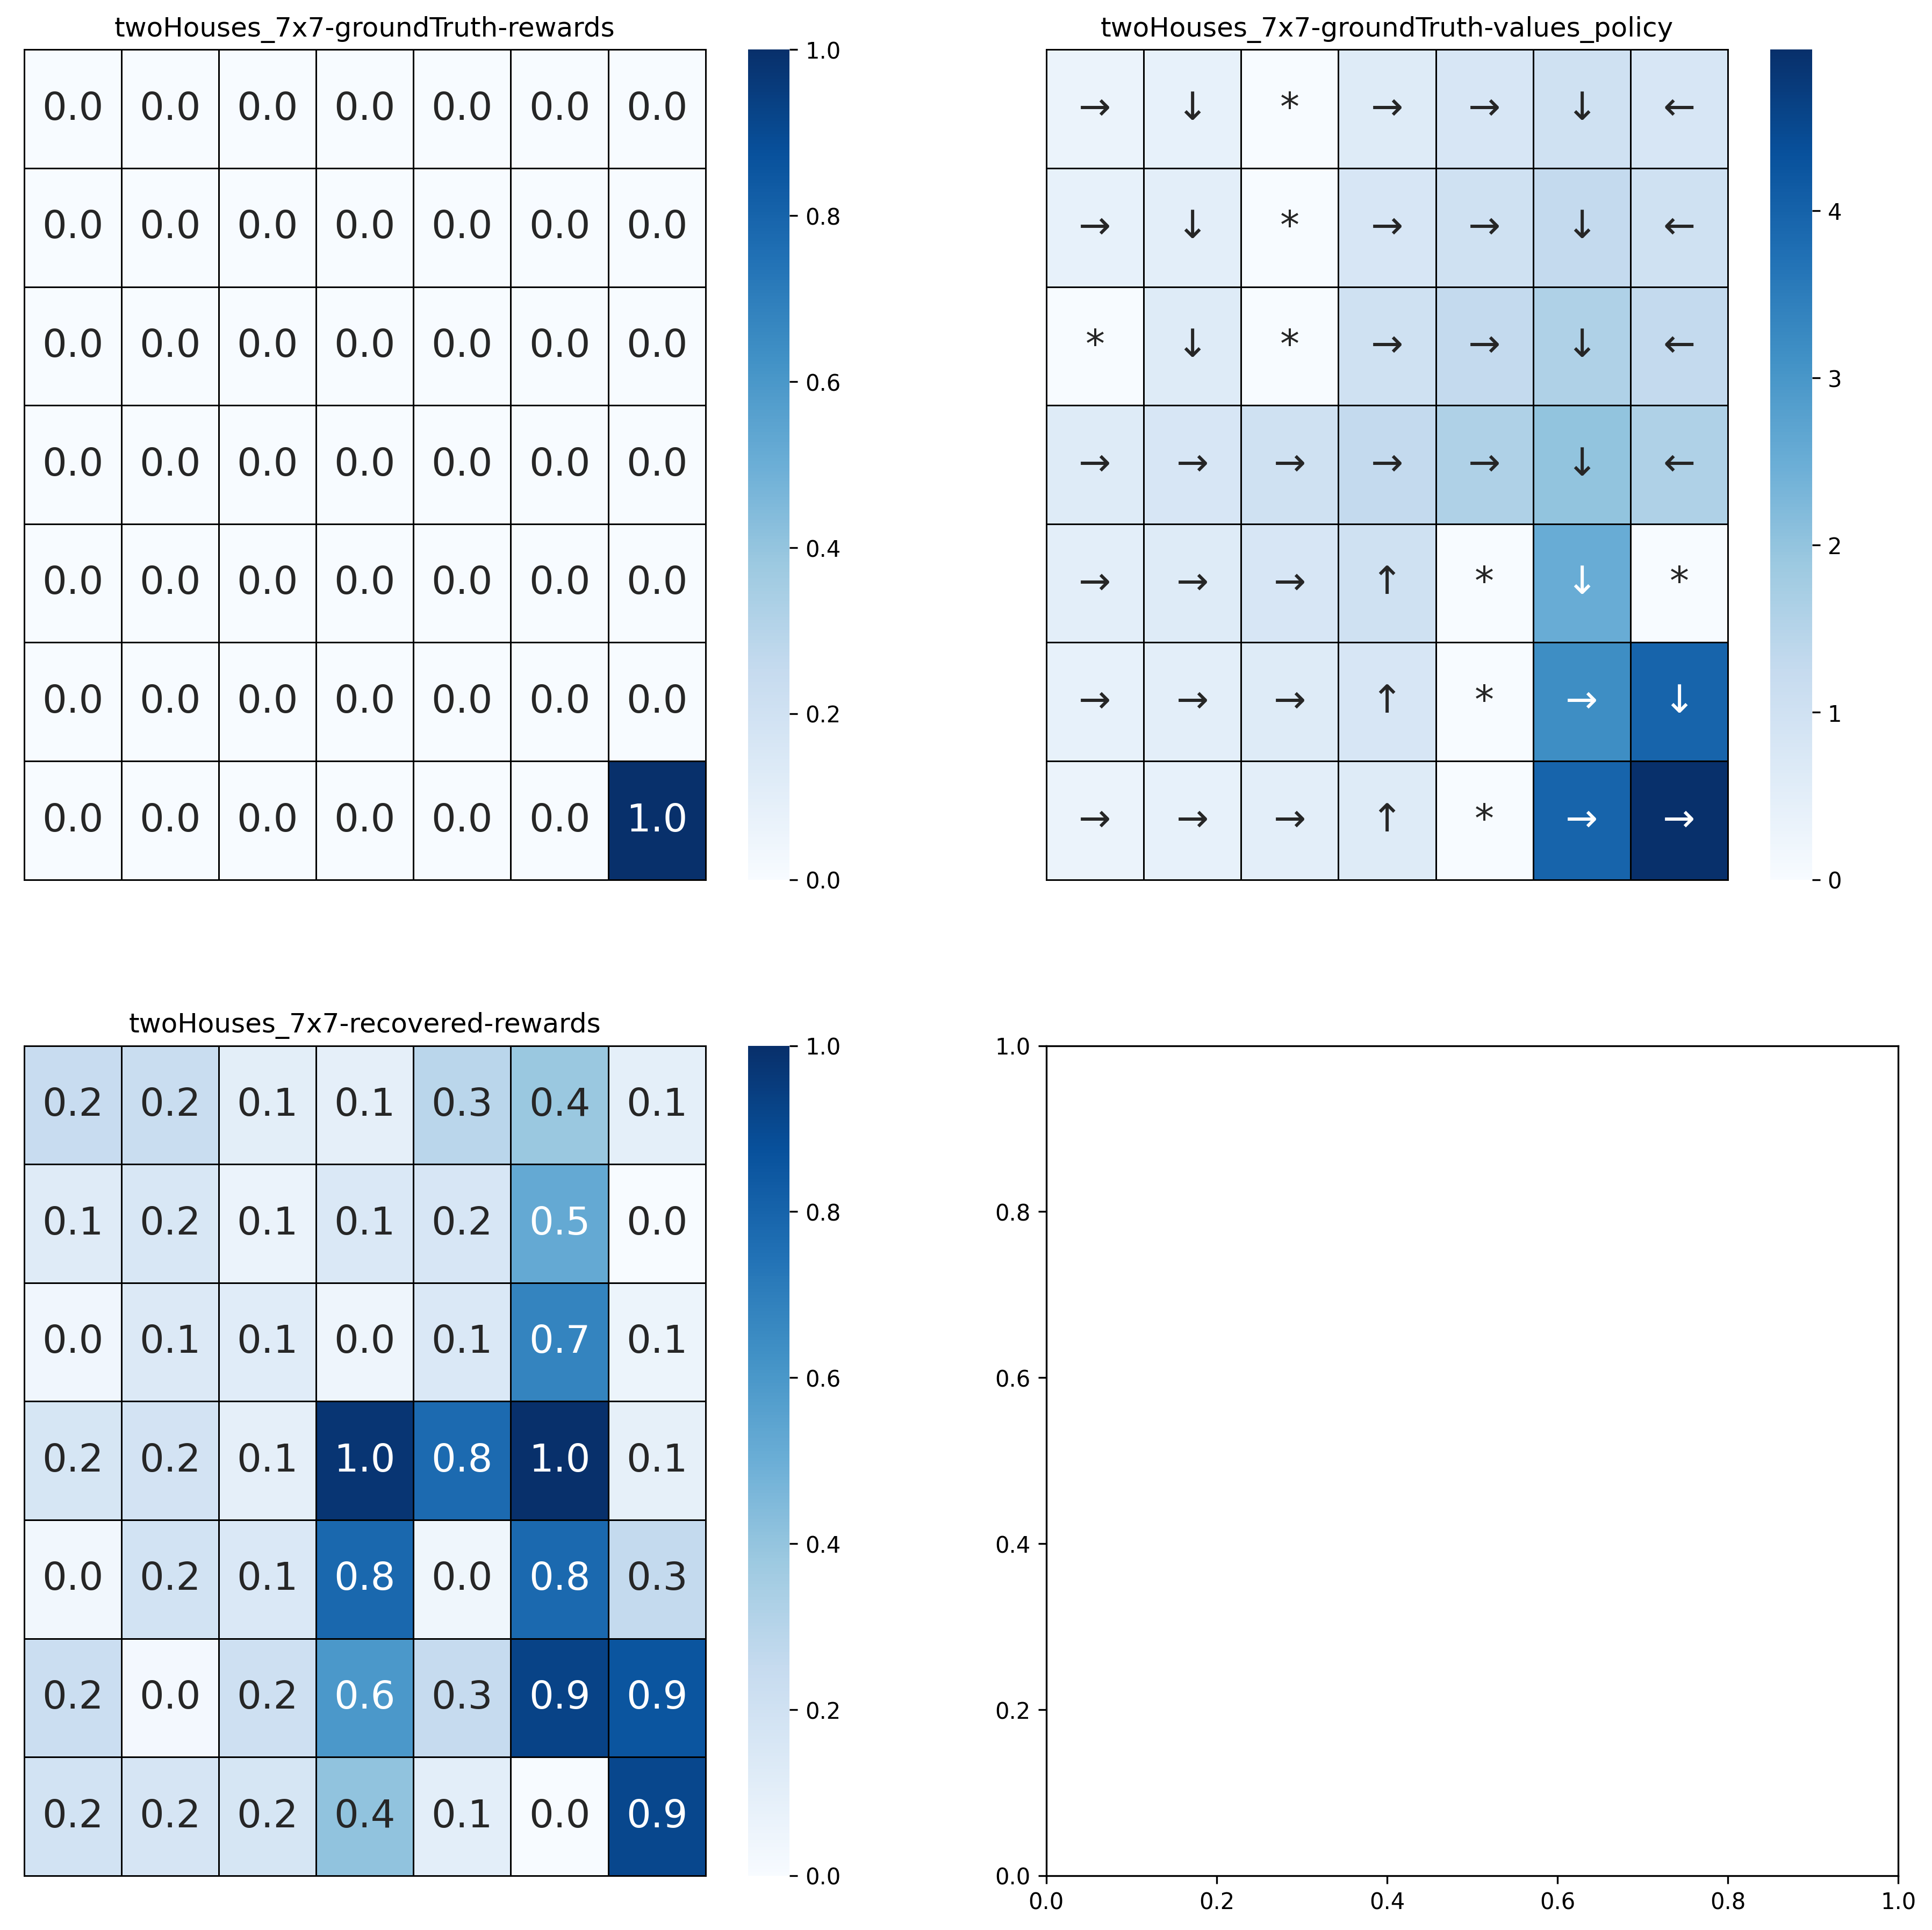 twoHouses_7x7-groundTruth-rewards
0.0 0.0 0.0 0.0 0.0 0.0 0.0
0.0 0.0 0.0 0.0 0.0 0.0 0.0
0.0 0.0 0.0 0.0 0.0 0.0 0.0
0.0 0.0 0.0 0.0 0.0 0.0 0.0
0.0 0.0 0.0 0.0 0.0 0.0 0.0
0.0 0.0 0.0 0.0 0.0 0.0 0.0
0.0 0.0 0.0 0.0 0.0 0.0 1.0
1.0
0.8
0.6
0.4
0.2
0.0
twoHouses_7x7-groundTruth-values_policy
→ ↓ * → → ↓ ←
→ ↓ * → → ↓ ←
* ↓ * → → ↓ ←
→ → → → → ↓ ←
→ → → ↑ * ↓ *
→ → → ↑ * → ↓
→ → → ↑ * → →
4
3
2
1
0
twoHouses_7x7-recovered-rewards
0.2 0.2 0.1 0.1 0.3 0.4 0.1
0.1 0.2 0.1 0.1 0.2 0.5 0.0
0.0 0.1 0.1 0.0 0.1 0.7 0.1
0.2 0.2 0.1 1.0 0.8 1.0 0.1
0.0 0.2 0.1 0.8 0.0 0.8 0.3
0.2 0.0 0.2 0.6 0.3 0.9 0.9
0.2 0.2 0.2 0.4 0.1 0.0 0.9
1.0
0.8
0.6
0.4
0.2
0.0
1.0
0.8
0.6
0.4
0.2
0.0
0.0 0.2 0.4 0.6 0.8 1.0